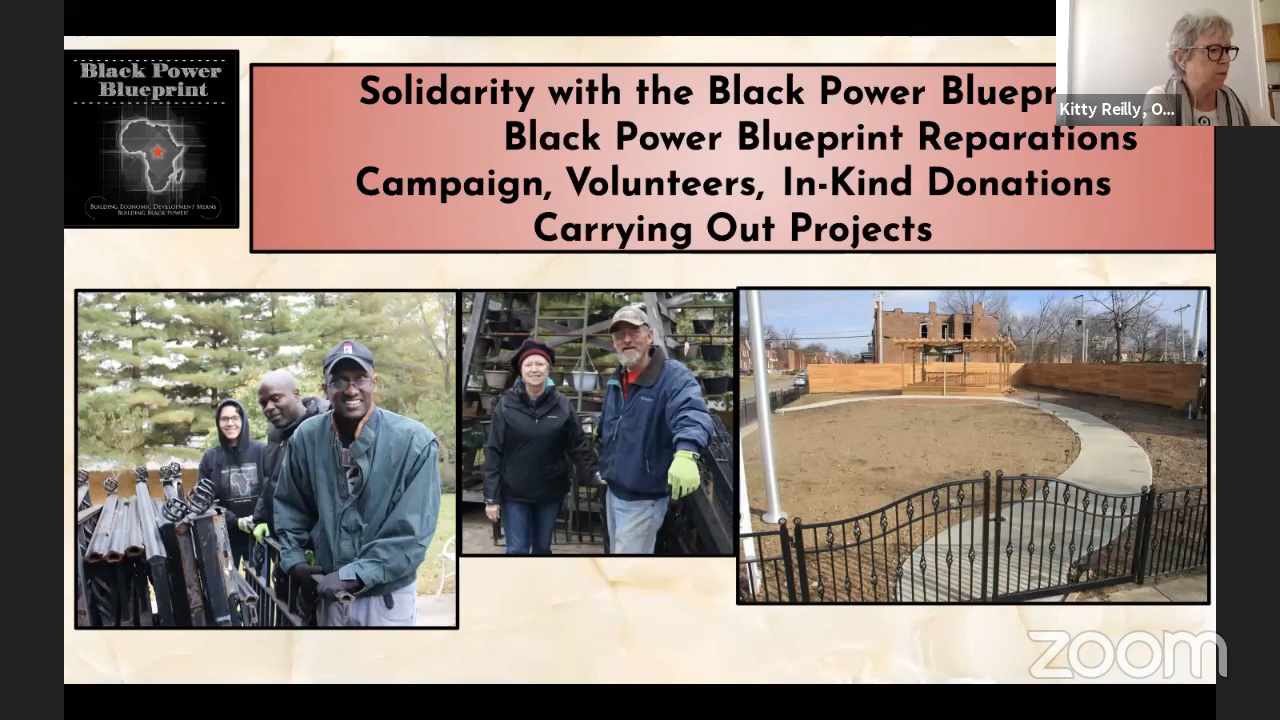 Black Power
Blueprint
BUILDING ECONOMIC DEVELOPMENT MEANS
BUILDING BLACK POWER!
Solidarity with the Black Power Bluepr
Black Power Blueprint Reparations
Campaign, Volunteers, In-Kind Donations
Carrying Out Projects
Kitty Reilly, O...
zoom